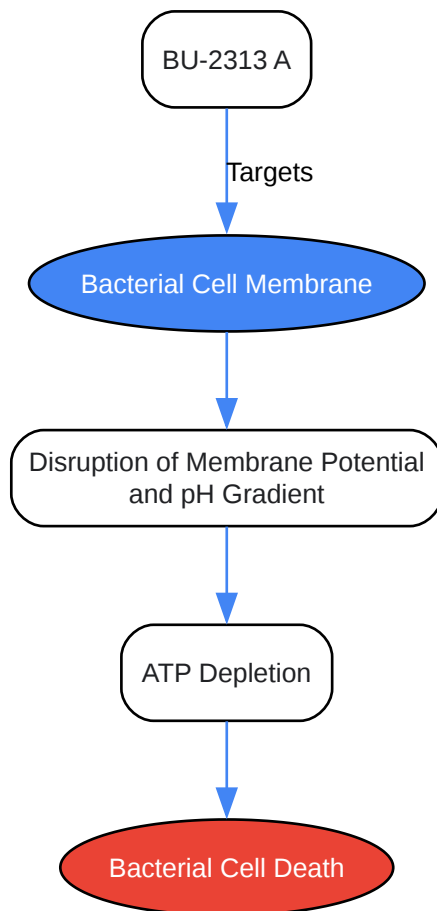 BU-2313 A
Targets
Bacterial Cell Membrane
Disruption of Membrane Potential
and pH Gradient
ATP Depletion
Bacterial Cell Death